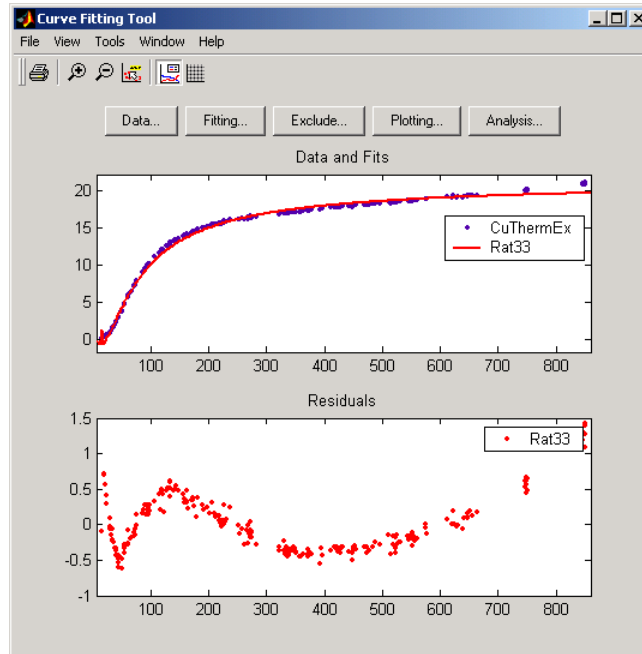 Curve Fitting Tool
File View Tools Window Help
Data... Fitting... Exclude... Plotting... Analysis...
Data and Fits
20
15
10
5
0
CuThermEx
Rat33
100 200 300 400 500 600 700 800
Residuals
1.5
1
0.5
0
-0.5
-1
Rat33
100 200 300 400 500 600 700 800